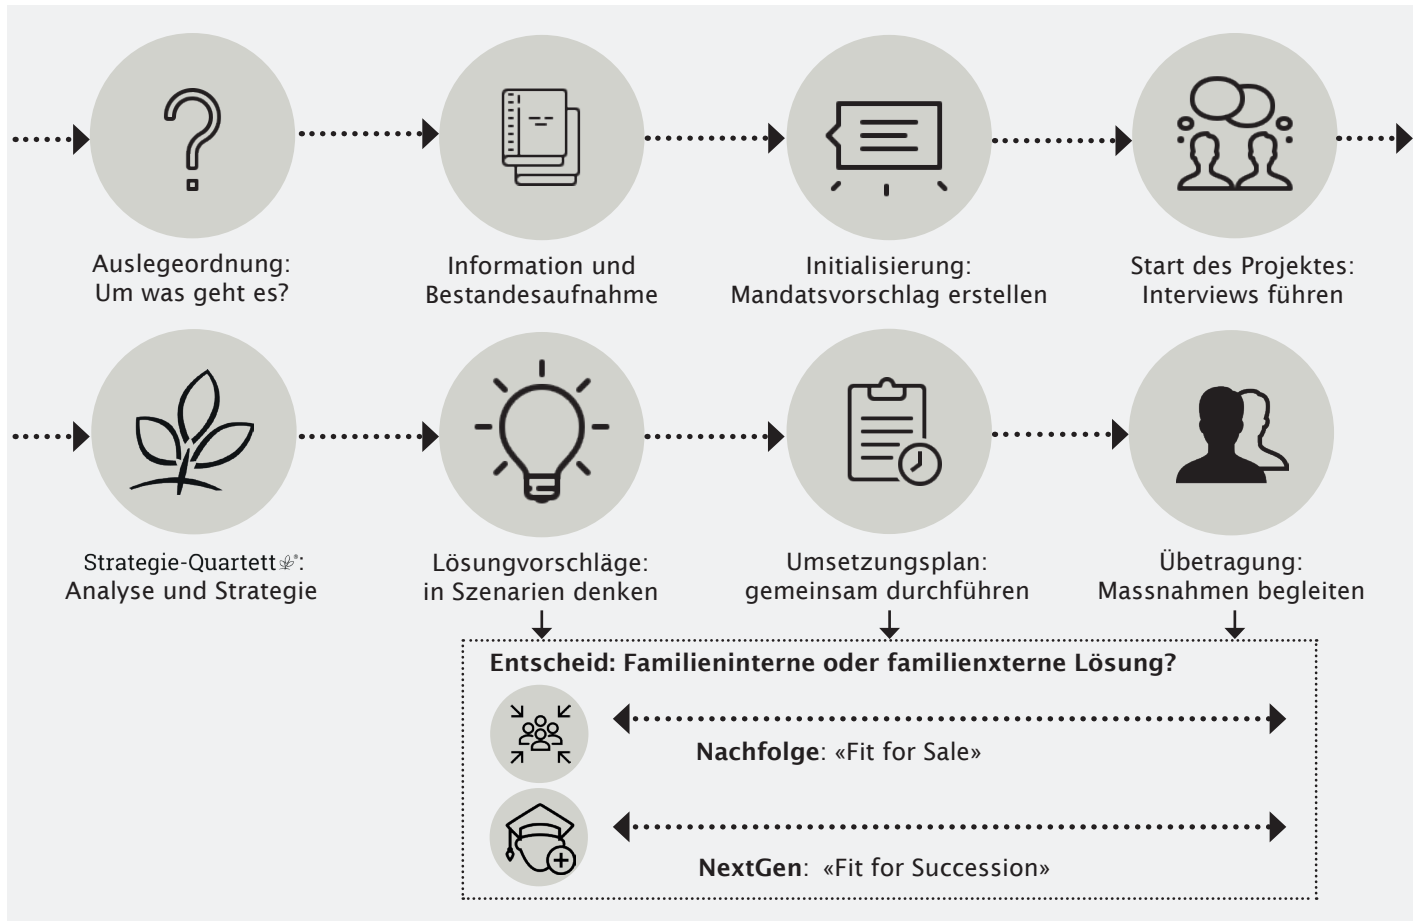 Auslegeordnung:
Um was geht es?
Information und
Bestandesaufnahme
Initialisierung:
Mandatsvorschlag erstellen
Start des Projektes:
Interviews führen
Strategie-Quartett®:
Analyse und Strategie
Lösungvorschläge:
in Szenarien denken
Umsetzungsplan:
gemeinsam durchführen
Übetragung:
Massnahmen begleiten
Entscheid: Familieninterne oder familienxterne Lösung?
Nachfolge: «Fit for Sale»
NextGen: «Fit for Succession»